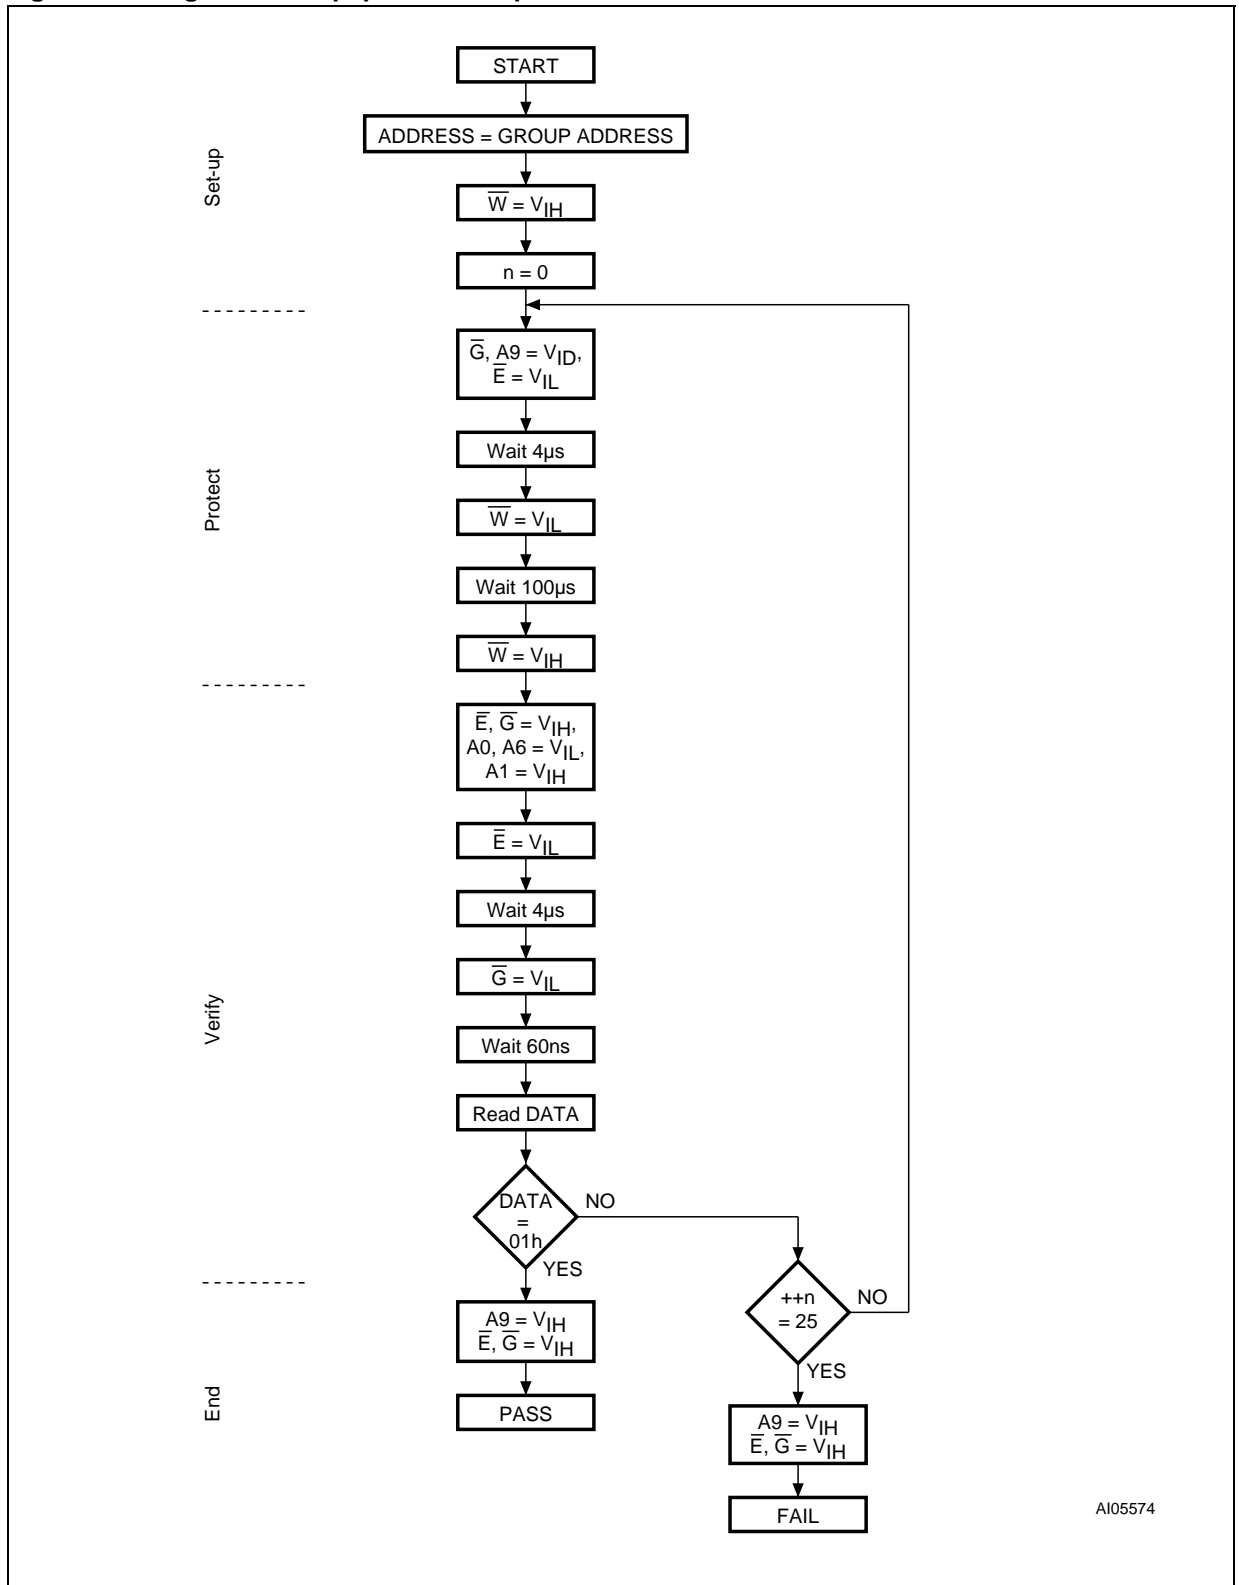 START
ADDRESS = GROUP ADDRESS
Set-up
W̅ = VIH
n = 0
G̅, A9 = VID,
E̅ = VIL
Wait 4µs
Protect
W̅ = VIL
Wait 100µs
W̅ = VIH
E̅, G̅ = VIH,
A0, A6 = VIL,
A1 = VIH
E̅ = VIL
Wait 4µs
G̅ = VIL
Verify
Wait 60ns
Read DATA
DATA
=
01h
NO
YES
++n
= 25
NO
YES
A9 = VIH
E̅, G̅ = VIH
End
PASS
A9 = VIH
E̅, G̅ = VIH
FAIL
AI05574